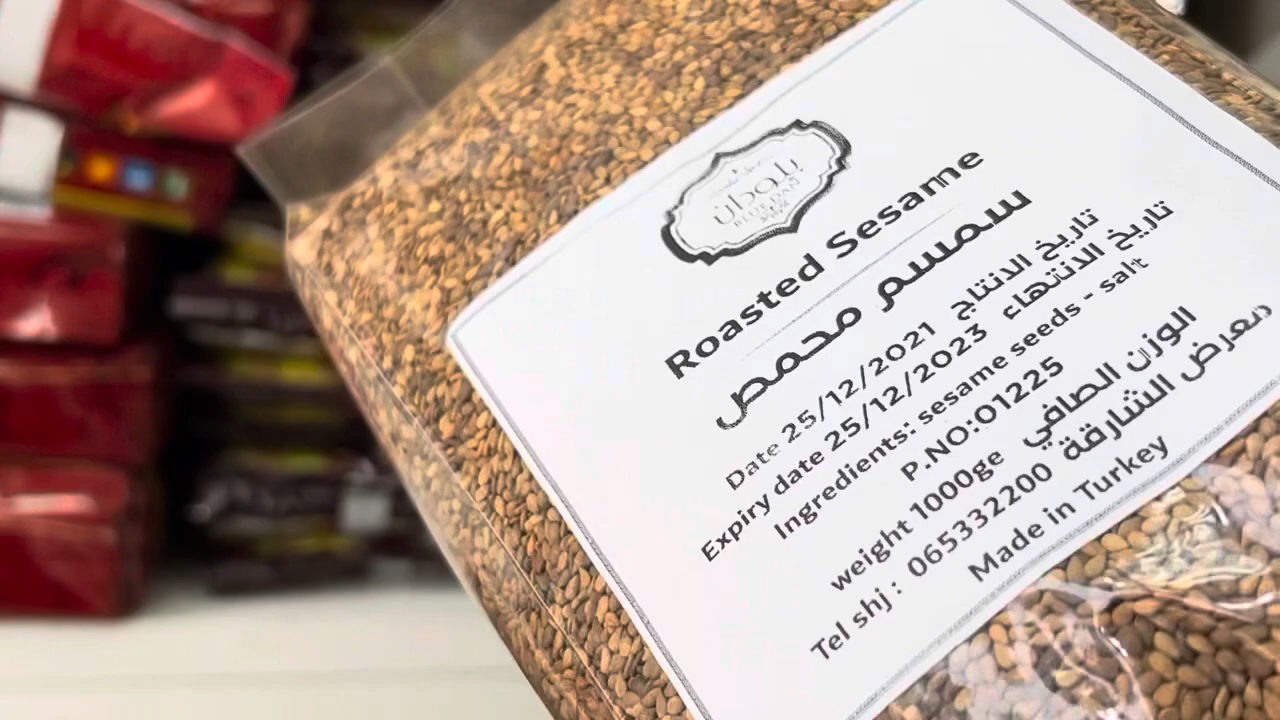 بلودان
Roasted Sesame
سمسم محمص
Date 25/12/2021 تاريخ الانتاج
Expiry date 25/12/2023 تاريخ الانتهاء
Ingredients: sesame seeds - salt
P.NO:01225
weight 1000ge الوزن الصافي
Tel shj : 065332200 معرض الشارقة
Made in Turkey